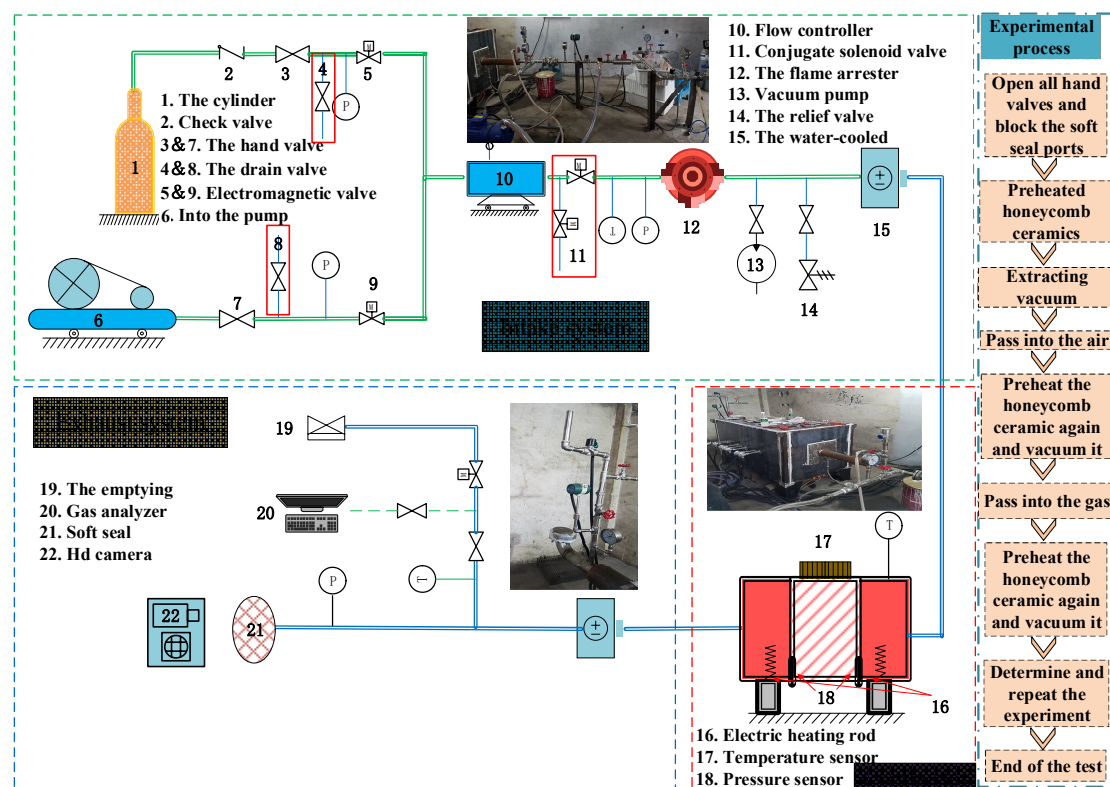 1. The cylinder
2. Check valve
3&7. The hand valve
4&8. The drain valve
5&9. Electromagnetic valve
6. Into the pump
10. Flow controller
11. Conjugate solenoid valve
12. The flame arrester
13. Vacuum pump
14. The relief valve
15. The water-cooled
1
2
3
4
5
P
M
6
7
8
P
9
M
10
M
M
11
T
P
12
13
14
15
19. The emptying
20. Gas analyzer
21. Soft seal
22. Hd camera
19
20
21
22
P
T
M
T
17
18
16
16. Electric heating rod
17. Temperature sensor
18. Pressure sensor
Experimental
process
Open all hand
valves and
block the soft
seal ports
Preheated
honeycomb
ceramics
Extracting
vacuum
Pass into the air
Preheat the
honeycomb
ceramic again
and vacuum it
Pass into the gas
Preheat the
honeycomb
ceramic again
and vacuum it
Determine and
repeat the
experiment
End of the test